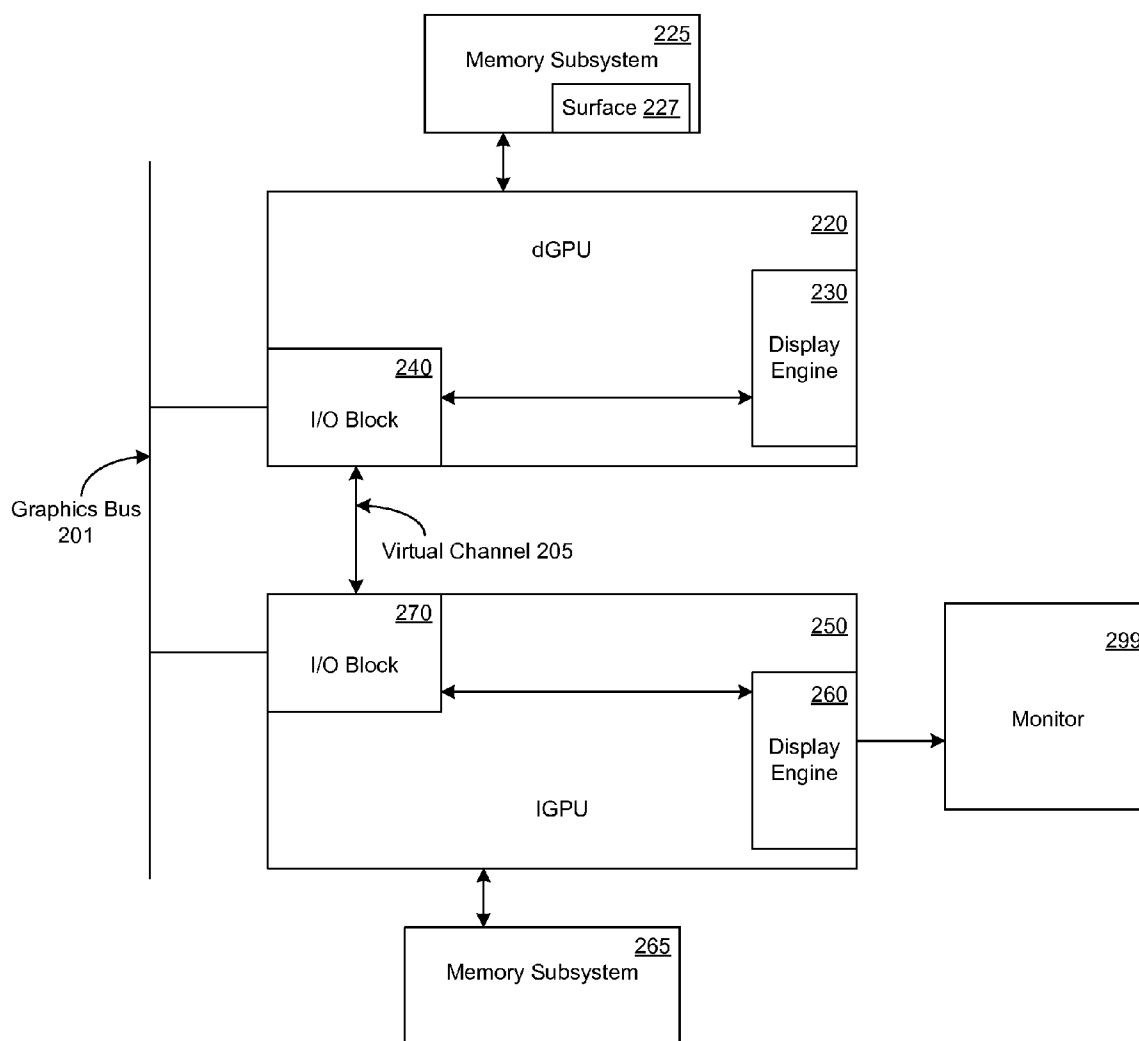 225
Memory Subsystem
Surface 227
220
dGPU
230
Display
Engine
240
I/O Block
Graphics Bus
201
Virtual Channel 205
270
I/O Block
250
260
Display
Engine
IGPU
299
Monitor
265
Memory Subsystem